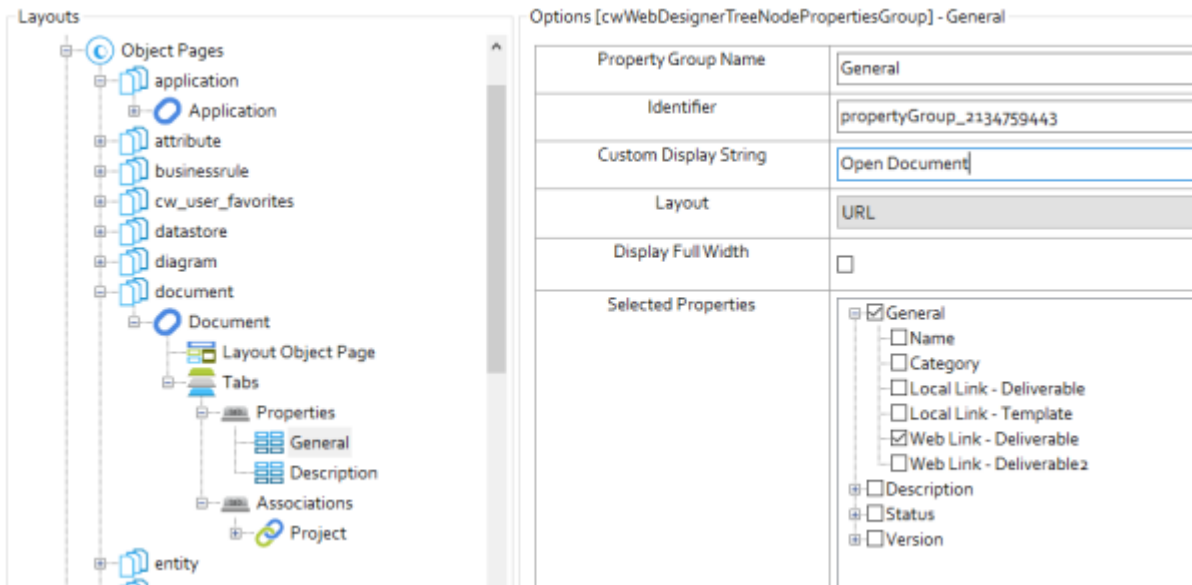 Layouts
Object Pages
application
Application
attribute
businessrule
cw_user_favorites
datastore
diagram
document
Document
Layout Object Page
Tabs
Properties
General
Description
Associations
Project
entity
Options [cwWebDesignerTreeNodePropertiesGroup] - General
Property Group Name
General
Identifier
propertyGroup_2134759443
Custom Display String
Open Document
Layout
URL
Display Full Width
Selected Properties
General
Name
Category
Local Link - Deliverable
Local Link - Template
Web Link - Deliverable
Web Link - Deliverable2
Description
Status
Version